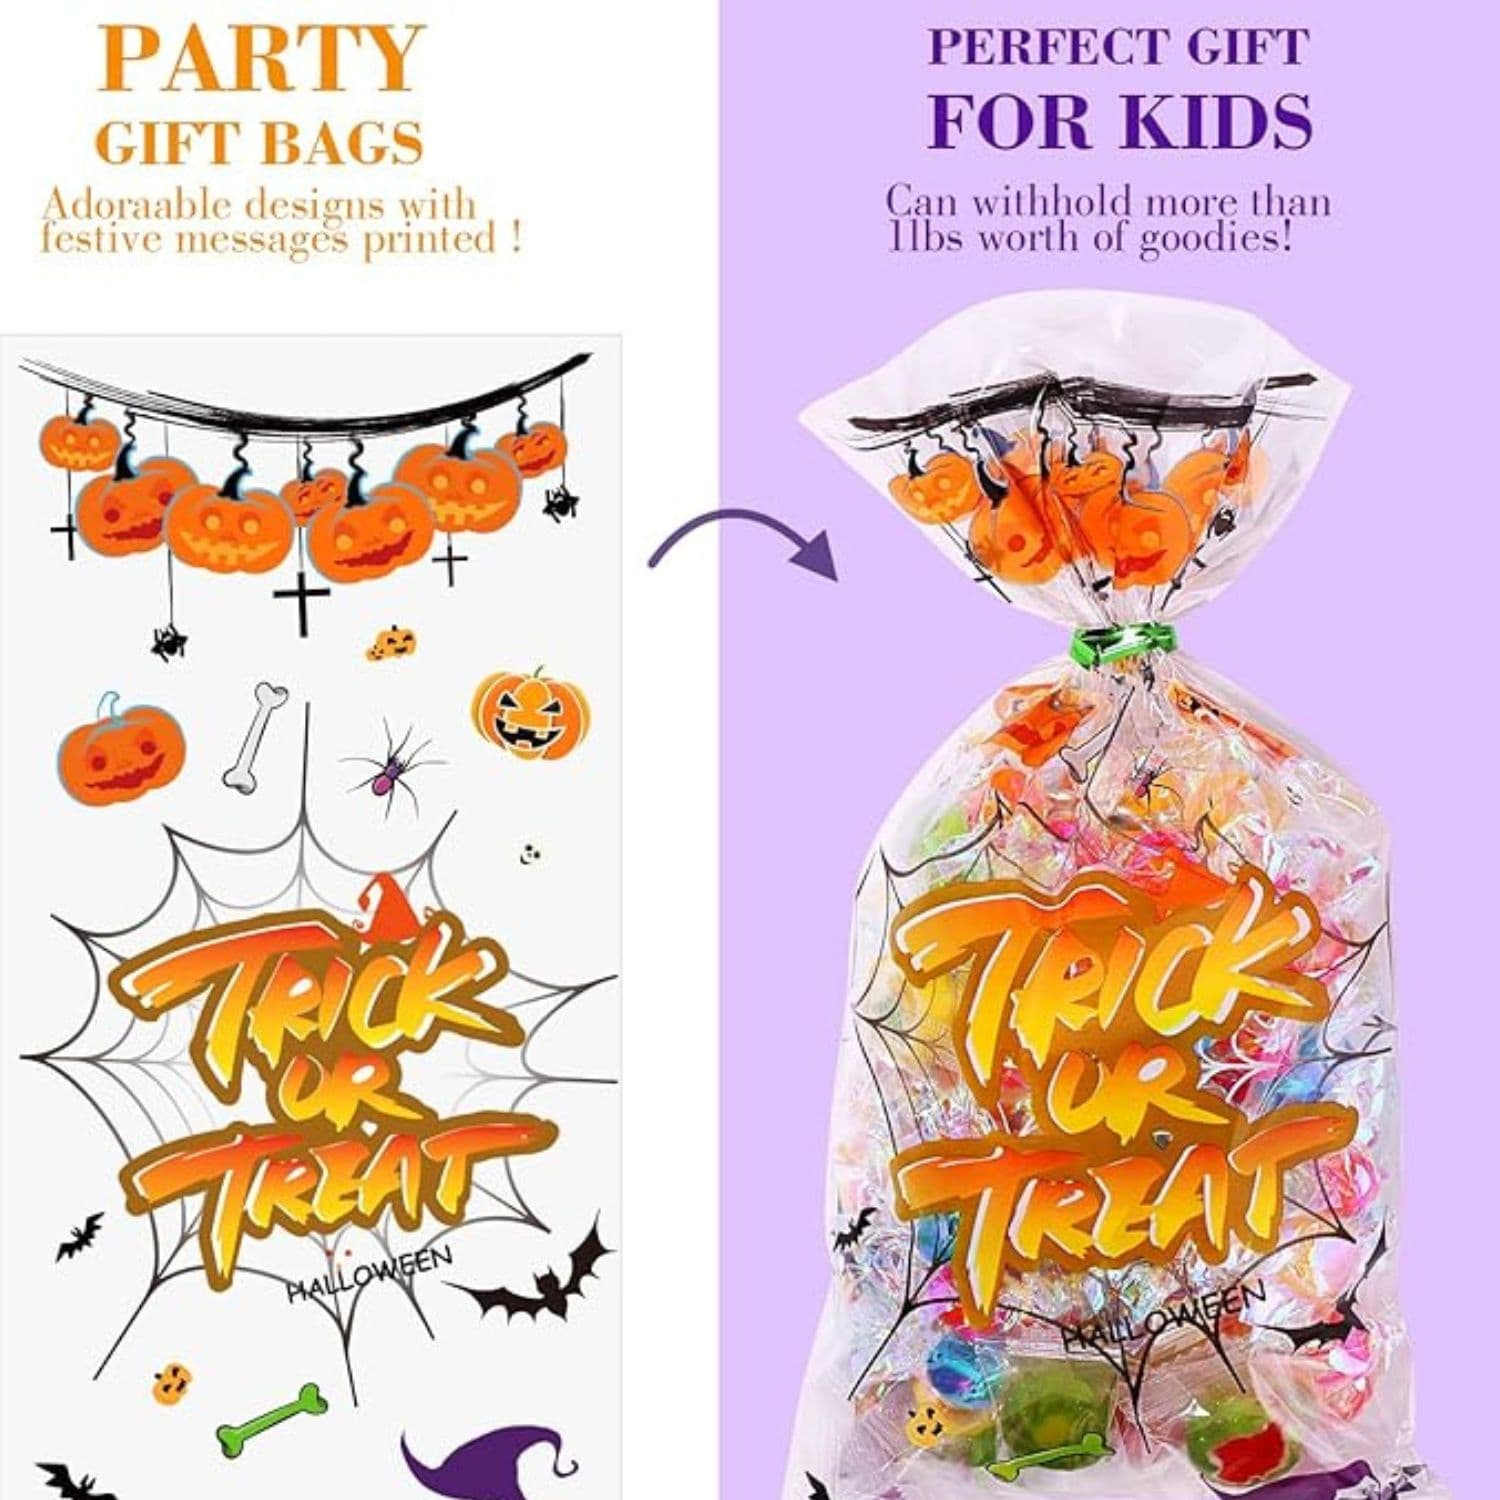 PARTY
GIFT BAGS
Adoraable designs with
festive messages printed !
TRICK
OR
TREAT
HALLOWEEN
PERFECT GIFT
FOR KIDS
Can withhold more than
1lbs worth of goodies!
TRICK
OR
TREAT
HALLOWEEN